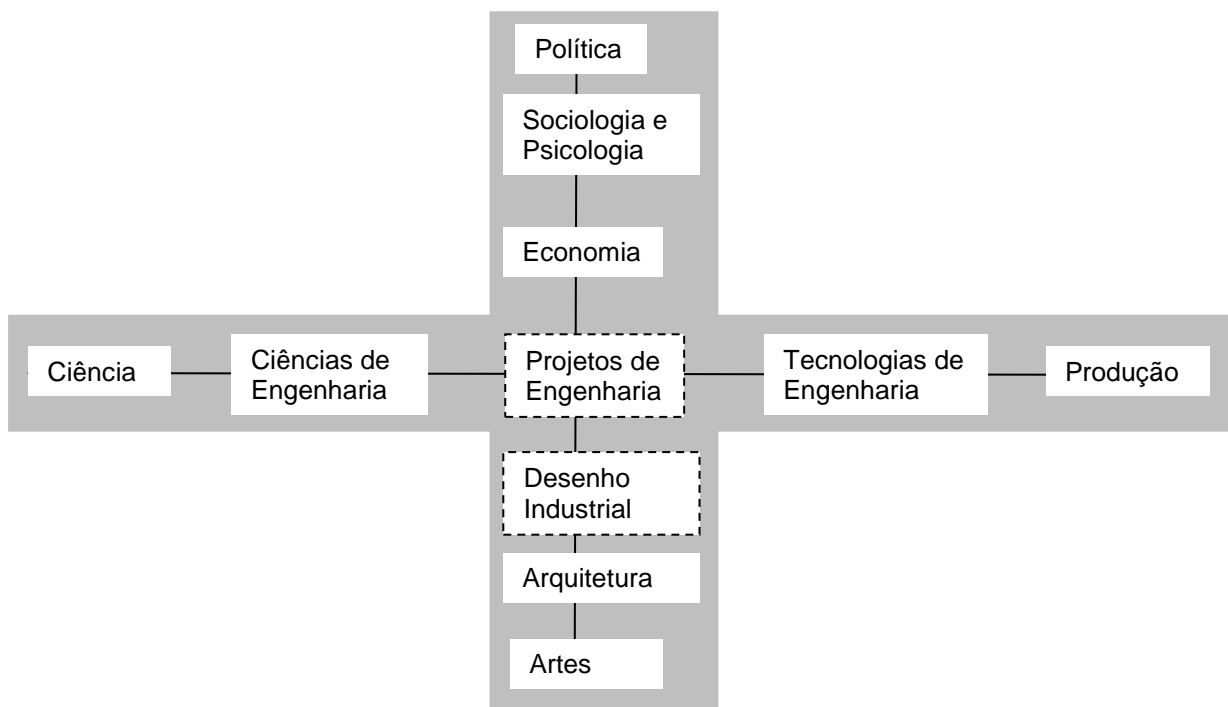 Política
Sociologia e
Psicologia
Economia
Ciência
Ciências de
Engenharia
Projetos de
Engenharia
Tecnologias de
Engenharia
Produção
Desenho
Industrial
Arquitetura
Artes